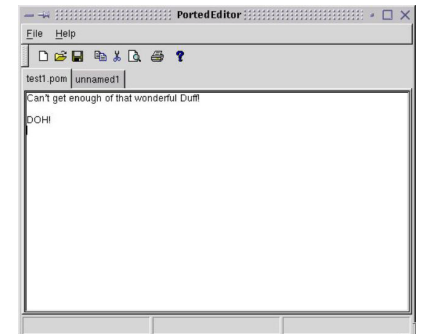 PortedEditor
File Help
test1.pom unnamed1
Can't get enough of that wonderful Duff!
DOH!